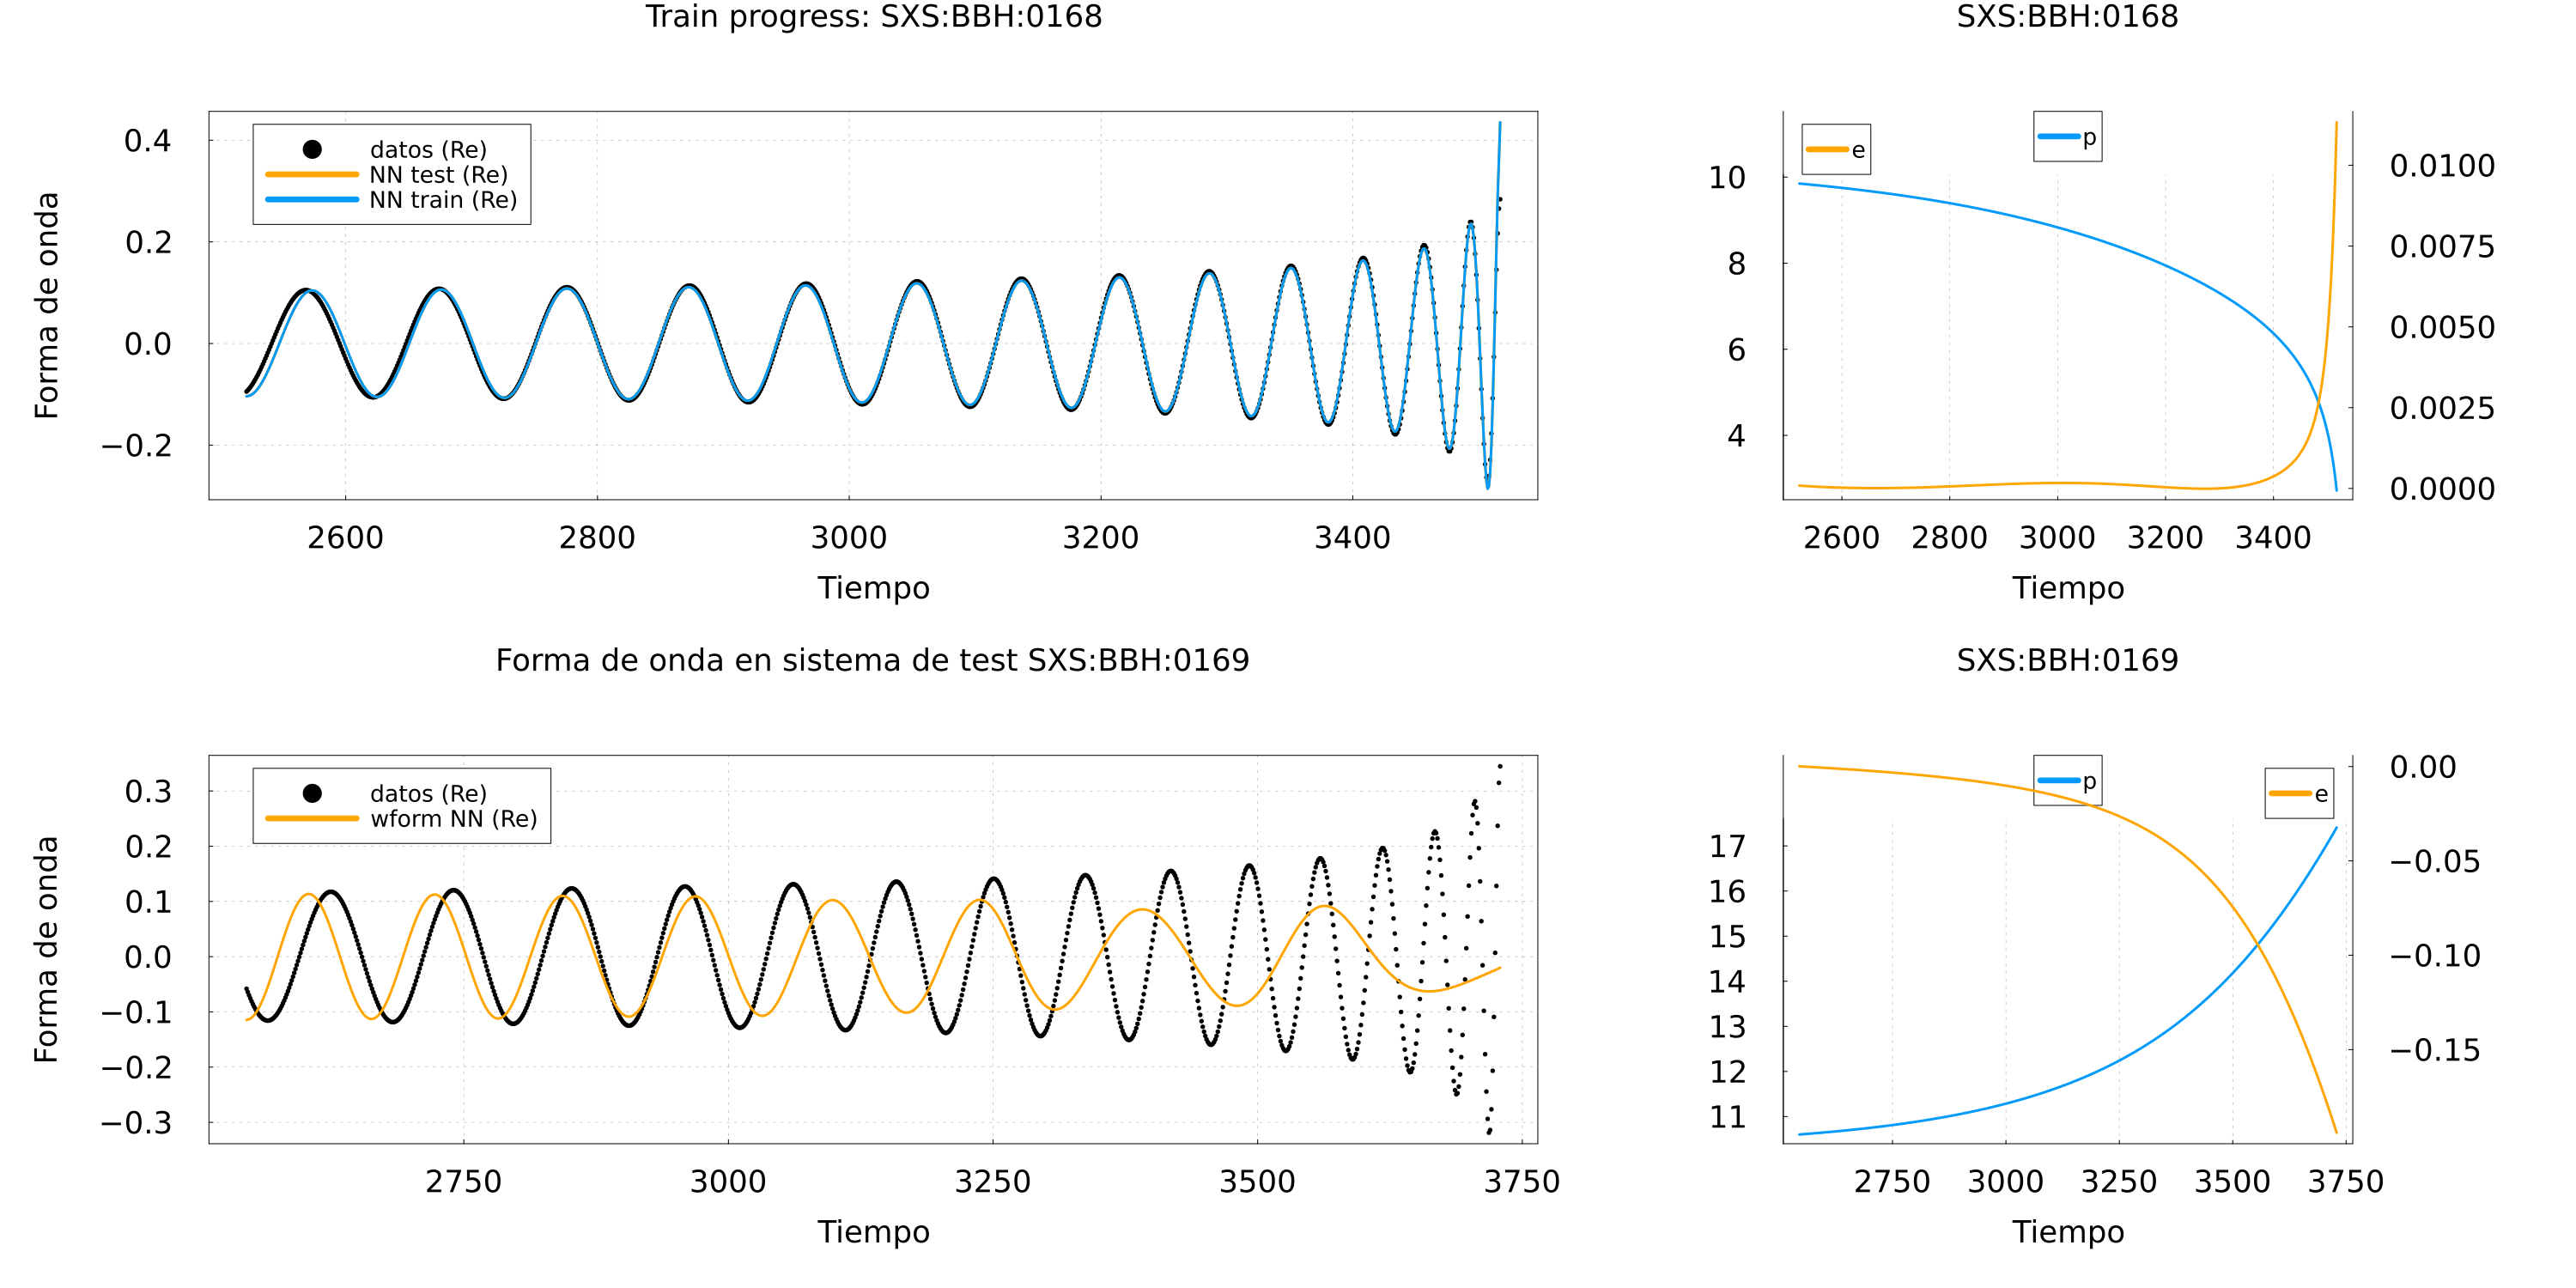 Train progress: SXS:BBH:0168
datos (Re)
NN test (Re)
NN train (Re)
Forma de onda
0.4
0.2
0.0
−0.2
2600 2800 3000 3200 3400
Tiempo
SXS:BBH:0168
e
p
10
8
6
4
0.0100
0.0075
0.0050
0.0025
0.0000
2600 2800 3000 3200 3400
Tiempo
Forma de onda en sistema de test SXS:BBH:0169
datos (Re)
wform NN (Re)
Forma de onda
0.3
0.2
0.1
0.0
−0.1
−0.2
−0.3
2750 3000 3250 3500 3750
Tiempo
SXS:BBH:0169
p
e
17
16
15
14
13
12
11
0.00
−0.05
−0.10
−0.15
2750 3000 3250 3500 3750
Tiempo